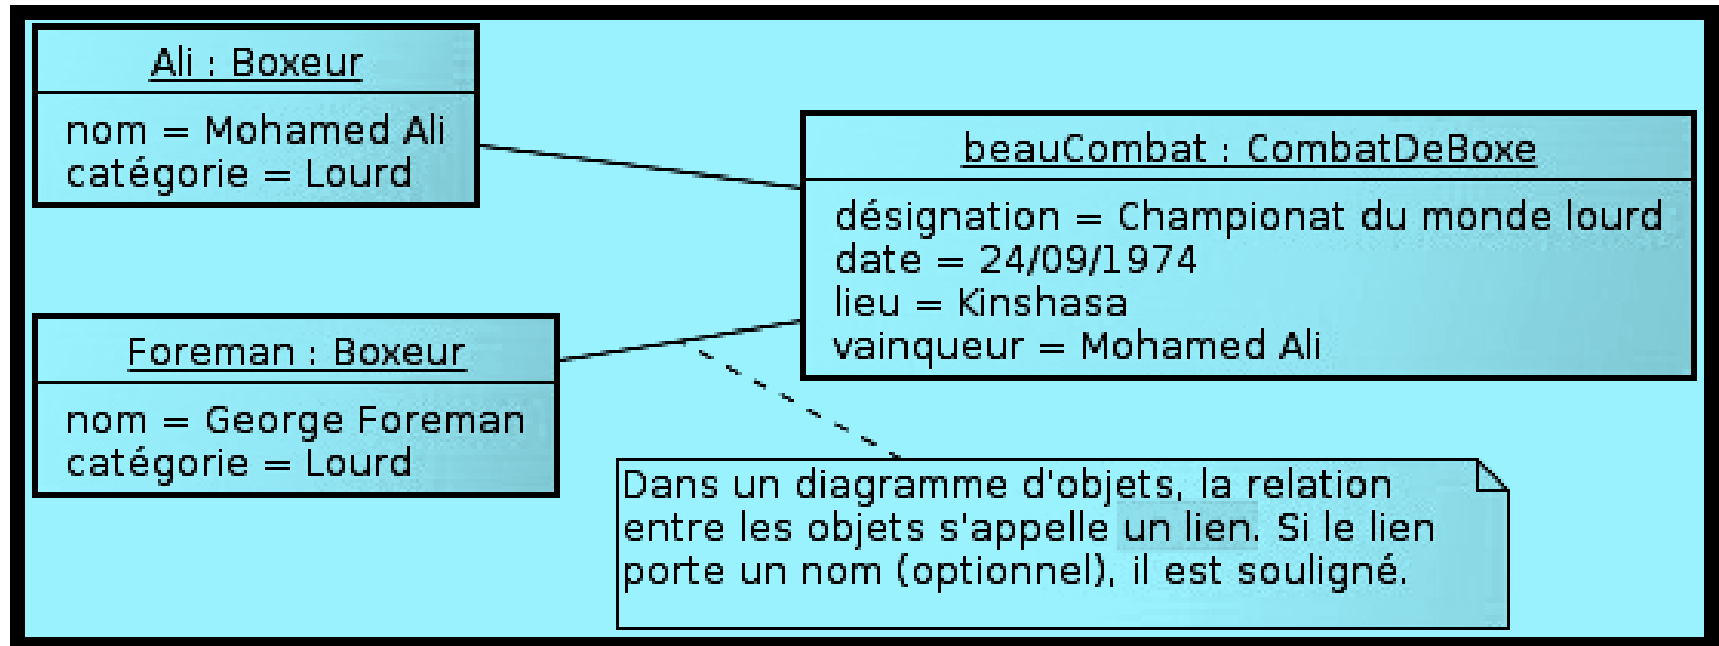 Ali : Boxeur
nom = Mohamed Ali
catégorie = Lourd
beauCombat : CombatDeBoxe
désignation = Championat du monde lourd
date = 24/09/1974
lieu = Kinshasa
vainqueur = Mohamed Ali
Foreman : Boxeur
nom = George Foreman
catégorie = Lourd
Dans un diagramme d'objets, la relation
entre les objets s'appelle un lien. Si le lien
porte un nom (optionnel), il est souligné.